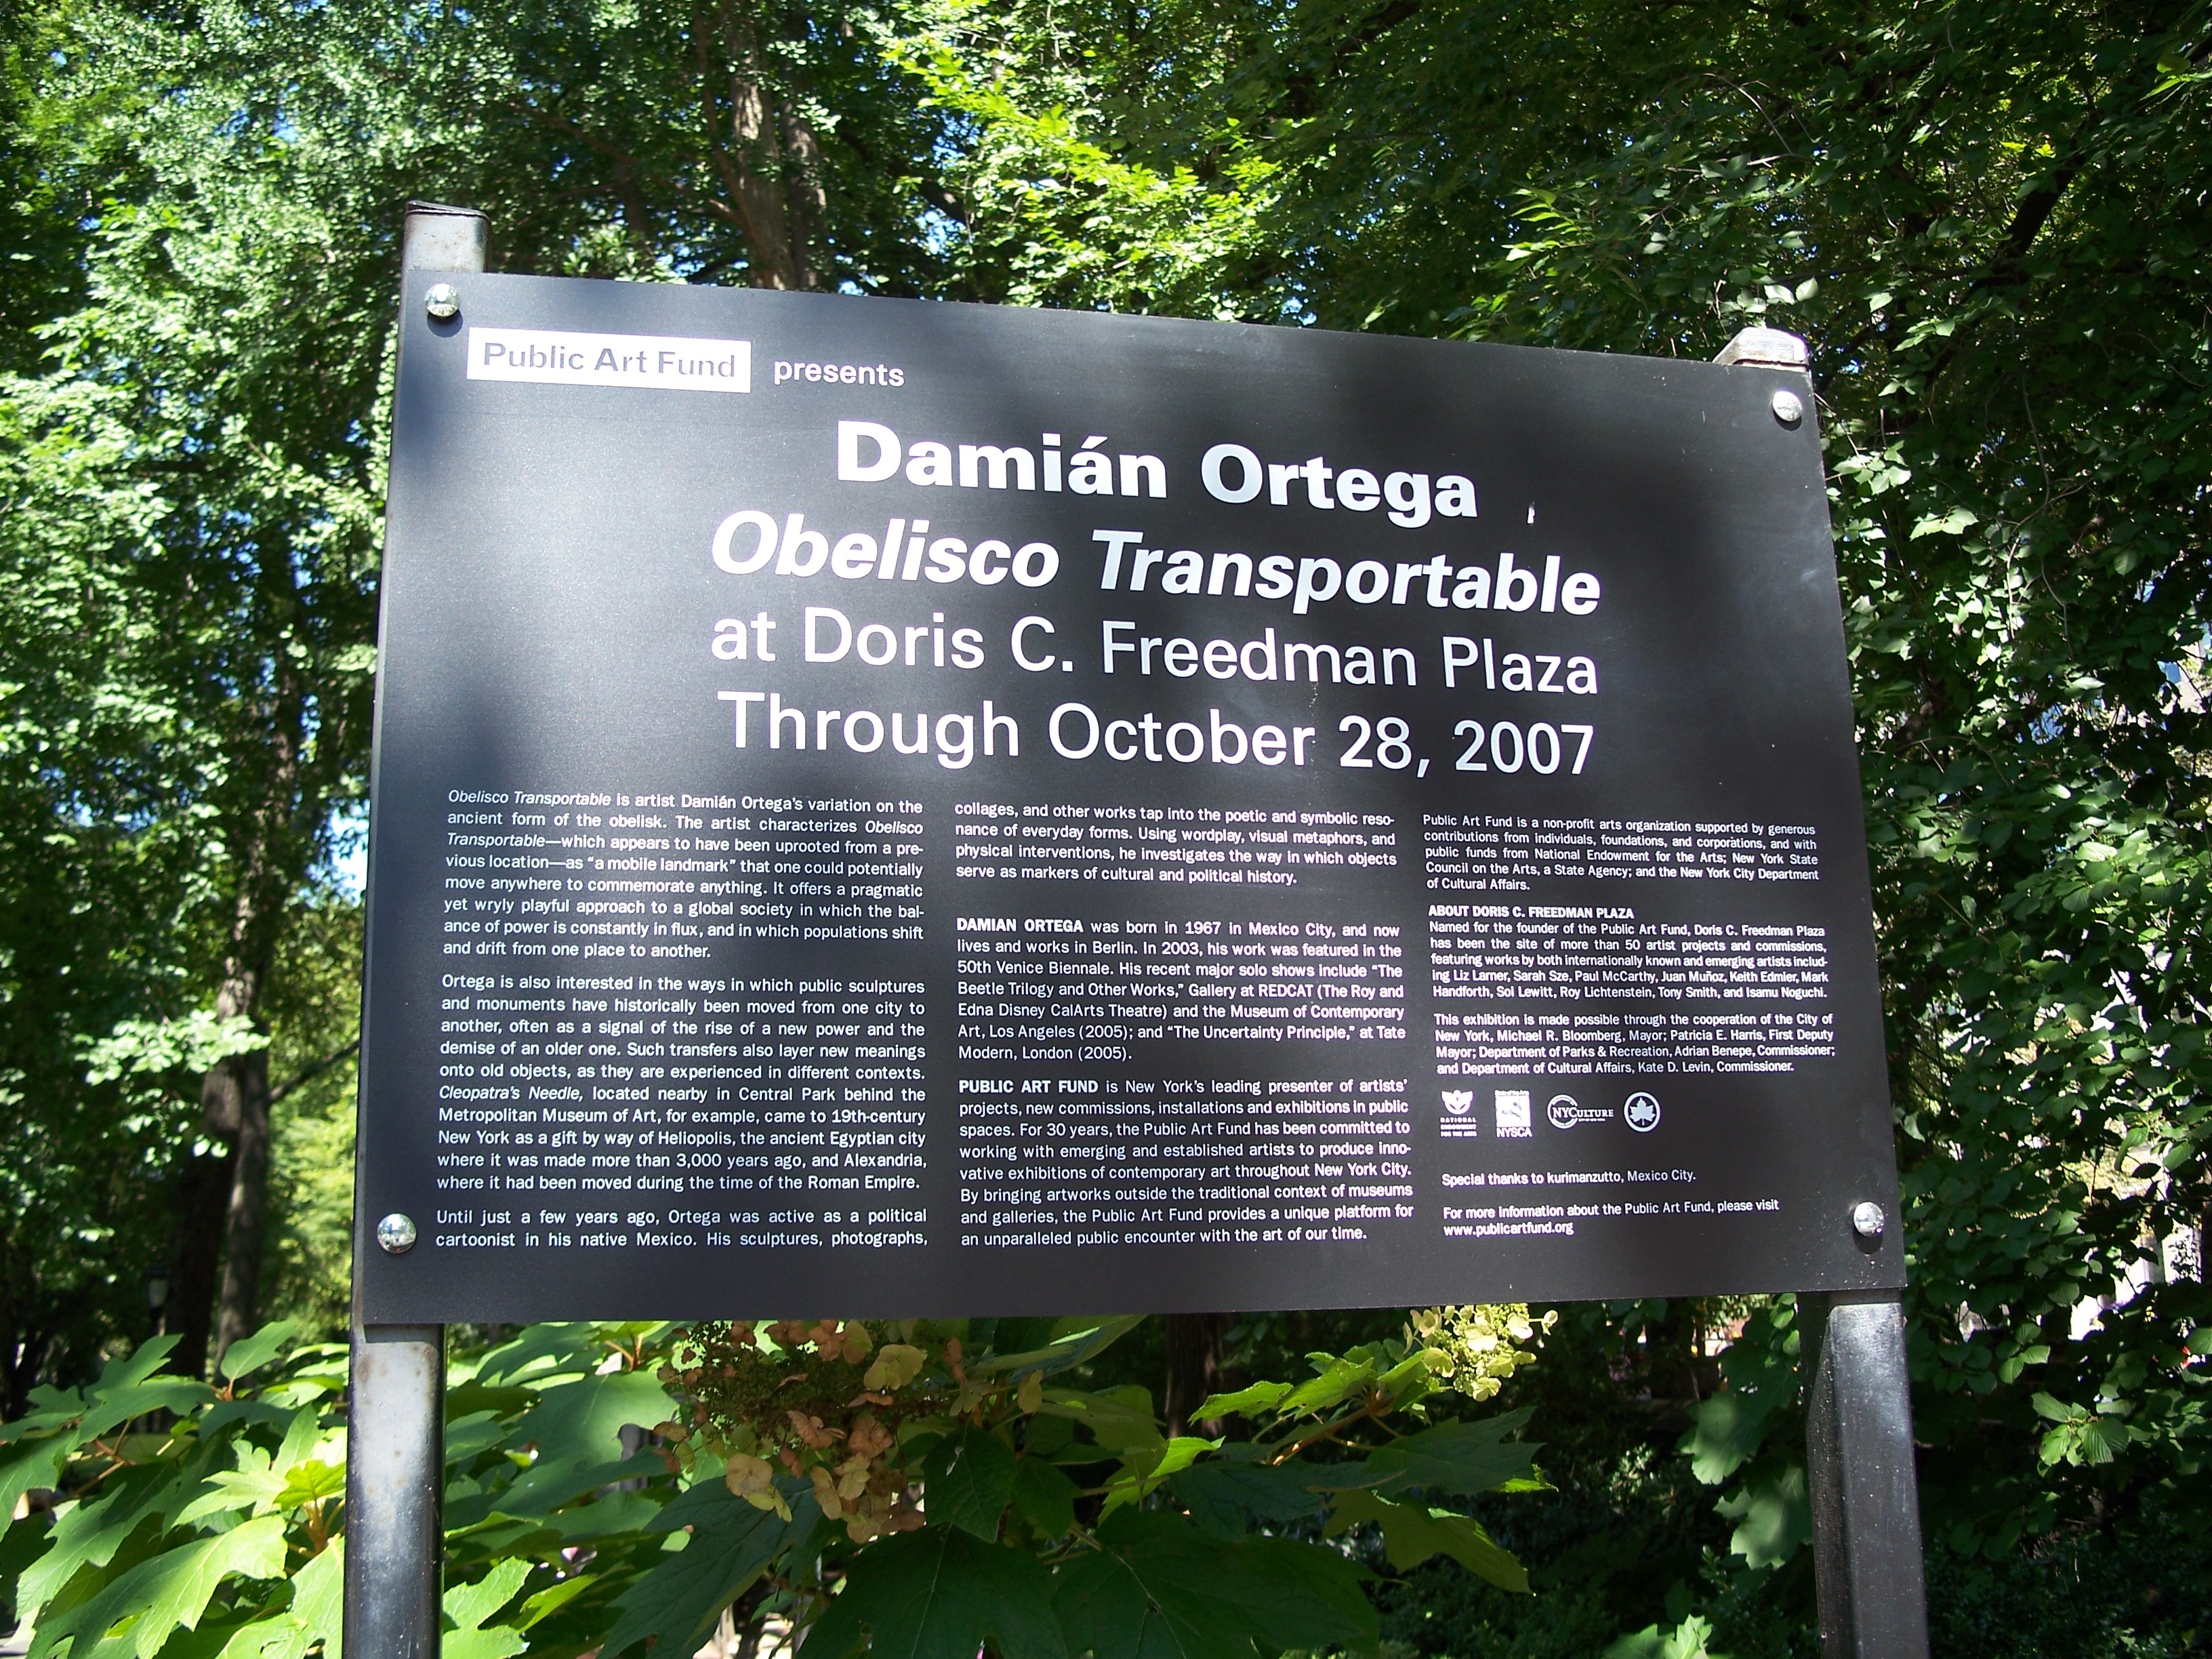 Public Art Fund presents
Damián Ortega
Obelisco Transportable
at Doris C. Freedman Plaza
Through October 28, 2007
Obelisco Transportable is artist Damián Ortega's variation on the
ancient form of the obelisk. The artist characterizes Obelisco
Transportable—which appears to have been uprooted from a pre-
vious location—as "a mobile landmark" that one could potentially
move anywhere to commemorate anything. It offers a pragmatic
yet wryly playful approach to a global society in which the bal-
ance of power is constantly in flux, and in which populations shift
and drift from one place to another.
Ortega is also interested in the ways in which public sculptures
and monuments have historically been moved from one city to
another, often as a signal of the rise of a new power and the
demise of an older one. Such transfers also layer new meanings
onto old objects, as they are experienced in different contexts.
Cleopatra's Needle, located nearby in Central Park behind the
Metropolitan Museum of Art, for example, came to 19th-century
New York as a gift by way of Heliopolis, the ancient Egyptian city
where it was made more than 3,000 years ago, and Alexandria,
where it had been moved during the time of the Roman Empire.
Until just a few years ago, Ortega was active as a political
cartoonist in his native Mexico. His sculptures, photographs,
collages, and other works tap into the poetic and symbolic reso-
nance of everyday forms. Using wordplay, visual metaphors, and
physical interventions, he investigates the way in which objects
serve as markers of cultural and political history.
DAMIAN ORTEGA was born in 1967 in Mexico City, and now
lives and works in Berlin. In 2003, his work was featured in the
50th Venice Biennale. His recent major solo shows include "The
Beetle Trilogy and Other Works," Gallery at REDCAT (The Roy and
Edna Disney CalArts Theatre) and the Museum of Contemporary
Art, Los Angeles (2005); and "The Uncertainty Principle," at Tate
Modern, London (2005).
PUBLIC ART FUND is New York's leading presenter of artists'
projects, new commissions, installations and exhibitions in public
spaces. For 30 years, the Public Art Fund has been committed to
working with emerging and established artists to produce inno-
vative exhibitions of contemporary art throughout New York City.
By bringing artworks outside the traditional context of museums
and galleries, the Public Art Fund provides a unique platform for
an unparalleled public encounter with the art of our time.
Public Art Fund is a non-profit arts organization supported by generous
contributions from individuals, foundations, and corporations, and with
public funds from National Endowment for the Arts; New York State
Council on the Arts, a State Agency; and the New York City Department
of Cultural Affairs.
ABOUT DORIS C. FREEDMAN PLAZA
Named for the founder of the Public Art Fund, Doris C. Freedman Plaza
has been the site of more than 50 artist projects and commissions,
featuring works by both internationally known and emerging artists includ-
ing Liz Larner, Sarah Sze, Paul McCarthy, Juan Muñoz, Keith Edmier, Mark
Handforth, Sol Lewitt, Roy Lichtenstein, Tony Smith, and Isamu Noguchi.
This exhibition is made possible through the cooperation of the City of
New York, Michael R. Bloomberg, Mayor; Patricia E. Harris, First Deputy
Mayor; Department of Parks & Recreation, Adrian Benepe, Commissioner;
and Department of Cultural Affairs, Kate D. Levin, Commissioner.
NATIONAL
ENDOWMENT
FOR THE ARTS
NYSCA
NYCULTURE
Special thanks to kurimanzutto, Mexico City.
For more information about the Public Art Fund, please visit
www.publicartfund.org